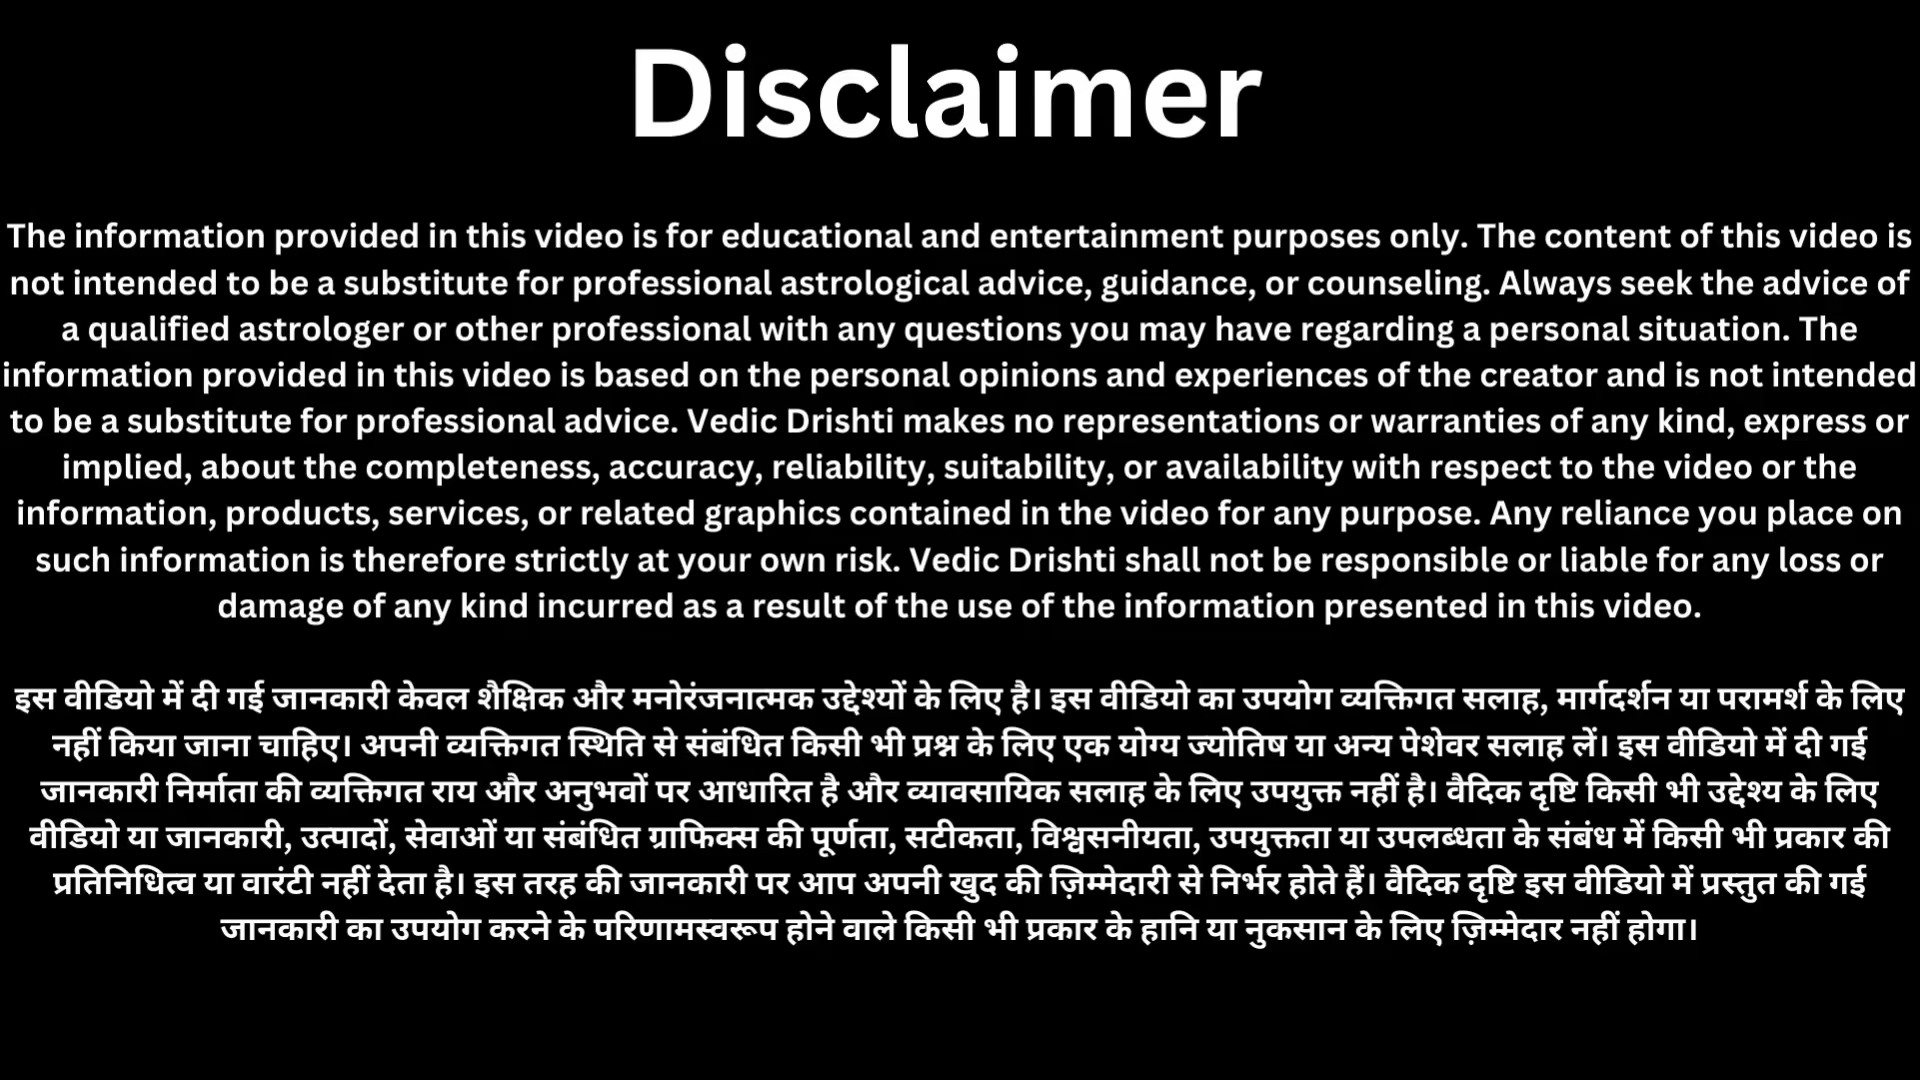 Disclaimer
The information provided in this video is for educational and entertainment purposes only. The content of this video is
not intended to be a substitute for professional astrological advice, guidance, or counseling. Always seek the advice of
a qualified astrologer or other professional with any questions you may have regarding a personal situation. The
information provided in this video is based on the personal opinions and experiences of the creator and is not intended
to be a substitute for professional advice. Vedic Drishti makes no representations or warranties of any kind, express or
implied, about the completeness, accuracy, reliability, suitability, or availability with respect to the video or the
information, products, services, or related graphics contained in the video for any purpose. Any reliance you place on
such information is therefore strictly at your own risk. Vedic Drishti shall not be responsible or liable for any loss or
damage of any kind incurred as a result of the use of the information presented in this video.
इस वीडियो में दी गई जानकारी केवल शैक्षिक और मनोरंजनात्मक उद्देश्यों के लिए है। इस वीडियो का उपयोग व्यक्तिगत सलाह, मार्गदर्शन या परामर्श के लिए
नहीं किया जाना चाहिए। अपनी व्यक्तिगत स्थिति से संबंधित किसी भी प्रश्न के लिए एक योग्य ज्योतिष या अन्य पेशेवर सलाह लें। इस वीडियो में दी गई
जानकारी निर्माता की व्यक्तिगत राय और अनुभवों पर आधारित है और व्यावसायिक सलाह के लिए उपयुक्त नहीं है। वैदिक दृष्टि किसी भी उद्देश्य के लिए
वीडियो या जानकारी, उत्पादों, सेवाओं या संबंधित ग्राफिक्स की पूर्णता, सटीकता, विश्वसनीयता, उपयुक्तता या उपलब्धता के संबंध में किसी भी प्रकार की
प्रतिनिधित्व या वारंटी नहीं देता है। इस तरह की जानकारी पर आप अपनी खुद की ज़िम्मेदारी से निर्भर होते हैं। वैदिक दृष्टि इस वीडियो में प्रस्तुत की गई
जानकारी का उपयोग करने के परिणामस्वरूप होने वाले किसी भी प्रकार के हानि या नुकसान के लिए ज़िम्मेदार नहीं होगा।